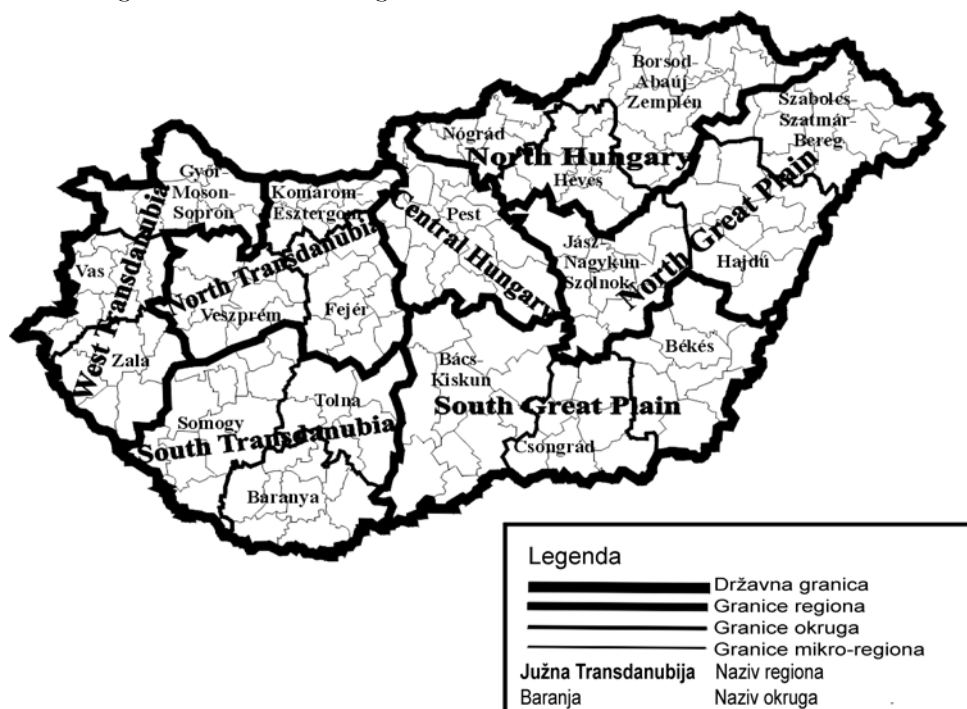 Borsod-
Abaúj-
Zemplén
Szabolcs-
Szatmár-
Bereg
Nógrád
North Hungary
Heves
Győr-
Moson-
Sopron
Komárom-
Esztergom
Pest
Central Hungary
Jász-
Nagykun-
Szolnok
North Great Plain
Hajdú
Vas
West Transdanubia
North Transdanubia
Veszprém
Fejér
Zala
Békés
Bács-
Kiskun
South Great Plain
Csongrád
Somogy
Tolna
South Transdanubia
Baranya
Legenda
Državna granica
Granice regiona
Granice okruga
Granice mikro-regiona
Južna Transdanubija Naziv regiona
Baranja Naziv okruga